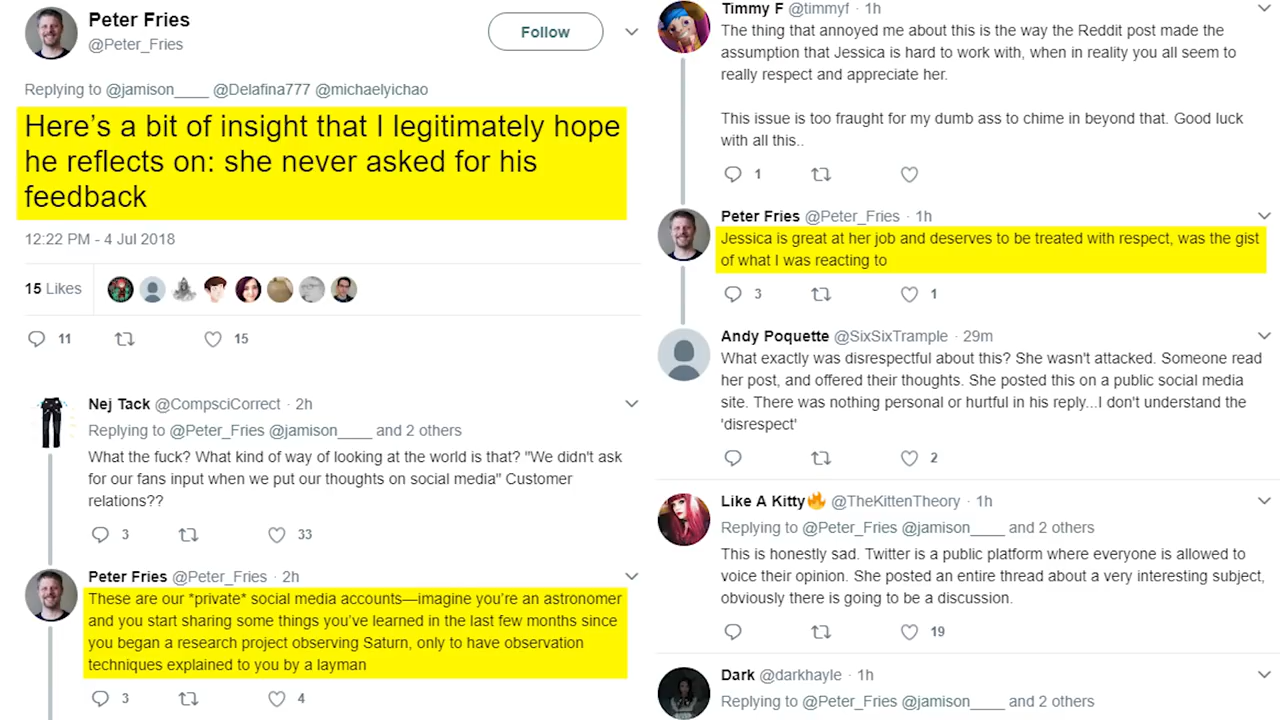 Peter Fries
@Peter_Fries
Follow
Replying to @jamison____ @Delafina777 @michaelyichao
Here's a bit of insight that I legitimately hope
he reflects on: she never asked for his
feedback
12:22 PM - 4 Jul 2018
15 Likes
11 15
Nej Tack @CompsciCorrect · 2h
Replying to @Peter_Fries @jamison____ and 2 others
What the fuck? What kind of way of looking at the world is that? "We didn't ask
for our fans input when we put our thoughts on social media" Customer
relations??
3 33
Peter Fries @Peter_Fries · 2h
These are our *private* social media accounts—imagine you're an astronomer
and you start sharing some things you've learned in the last few months since
you began a research project observing Saturn, only to have observation
techniques explained to you by a layman
3 4
Timmy F @timmyf · 1h
The thing that annoyed me about this is the way the Reddit post made the
assumption that Jessica is hard to work with, when in reality you all seem to
really respect and appreciate her.
This issue is too fraught for my dumb ass to chime in beyond that. Good luck
with all this..
1
Peter Fries @Peter_Fries · 1h
Jessica is great at her job and deserves to be treated with respect, was the gist
of what I was reacting to
3 1
Andy Poquette @SixSixTrample · 29m
What exactly was disrespectful about this? She wasn't attacked. Someone read
her post, and offered their thoughts. She posted this on a public social media
site. There was nothing personal or hurtful in his reply...I don't understand the
'disrespect'
2
Like A Kitty🔥 @TheKittenTheory · 1h
Replying to @Peter_Fries @jamison____ and 2 others
This is honestly sad. Twitter is a public platform where everyone is allowed to
voice their opinion. She posted an entire thread about a very interesting subject,
obviously there is going to be a discussion.
19
Dark @darkhayle · 1h
Replying to @Peter_Fries @jamison____ and 2 others